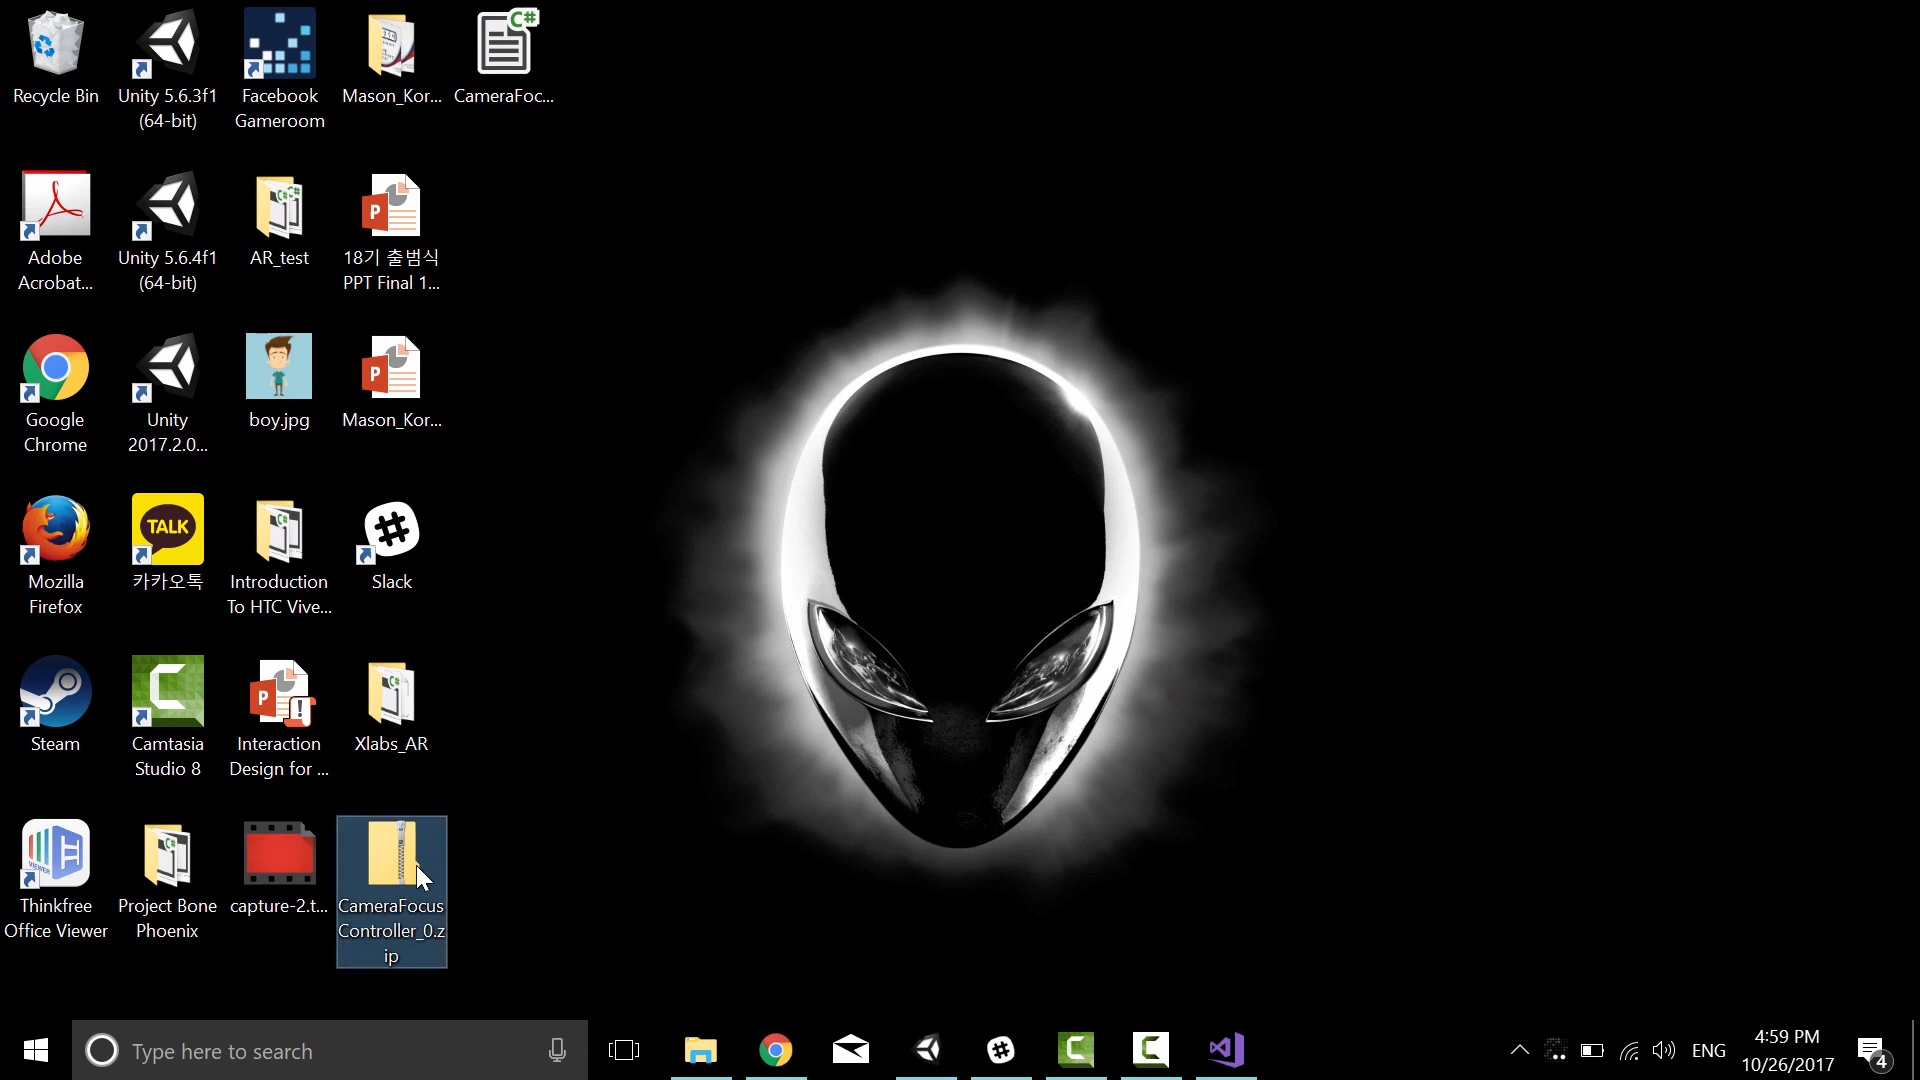 Recycle Bin
Unity 5.6.3f1
(64-bit)
Facebook
Gameroom
Mason_Kor...
C#
CameraFoc...
Adobe
Acrobat...
Unity 5.6.4f1
(64-bit)
AR_test
P
18기 출범식
PPT Final 1...
Google
Chrome
Unity
2017.2.0...
boy.jpg
P
Mason_Kor...
Mozilla
Firefox
TALK
카카오톡
Introduction
To HTC Vive...
Slack
Steam
Camtasia
Studio 8
P
Interaction
Design for ...
Xlabs_AR
VIEWER
Thinkfree
Office Viewer
Project Bone
Phoenix
capture-2.t...
CameraFocus
Controller_0.z
ip
Type here to search
ENG
4:59 PM
10/26/2017
4